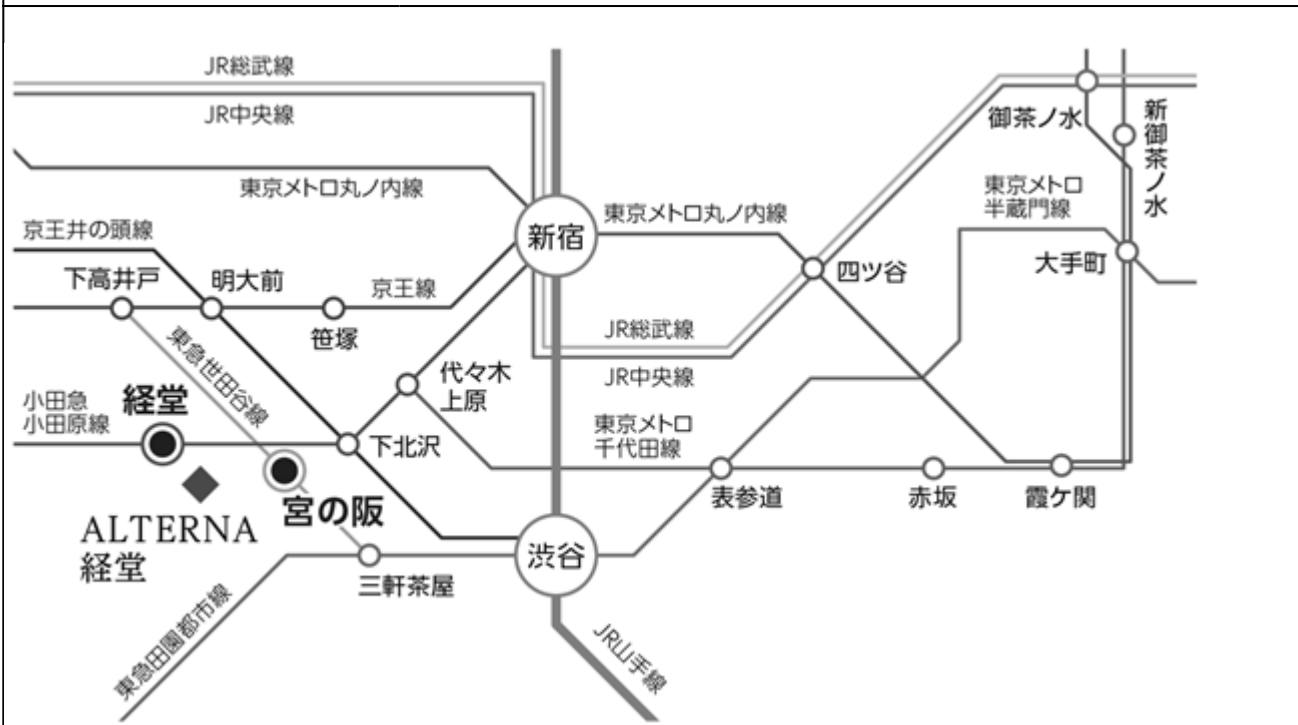 JR総武線
JR中央線
御茶ノ水
新御茶ノ水
東京メトロ丸ノ内線
東京メトロ
半蔵門線
東京メトロ丸ノ内線
京王井の頭線
新宿
大手町
四ツ谷
下高井戸
明大前
京王線
笹塚
JR総武線
JR中央線
東急世田谷線
代々木
上原
経堂
小田急
小田原線
下北沢
東京メトロ
千代田線
表参道
赤坂
霞ケ関
宮の阪
ALTERNA
経堂
渋谷
三軒茶屋
東急田園都市線
JR山手線